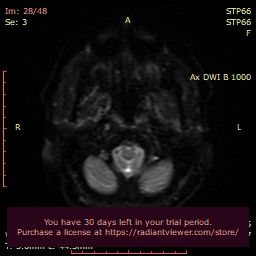 Im: 28/48
Se: 3
A
STP66
STP66
F
Ax DWI B 1000
R
L
You have 30 days left in your trial period.
Purchase a license at https://radiantviewer.com/store/